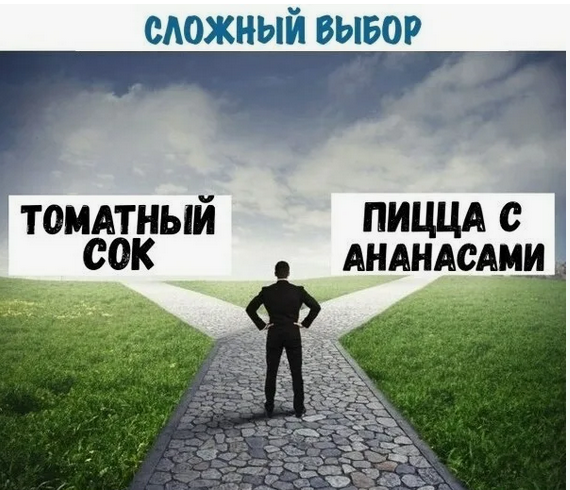 СЛОЖНЫЙ ВЫБОР
ТОМАТНЫЙ
СОК
ПИЦЦА С
АНАНАСАМИ